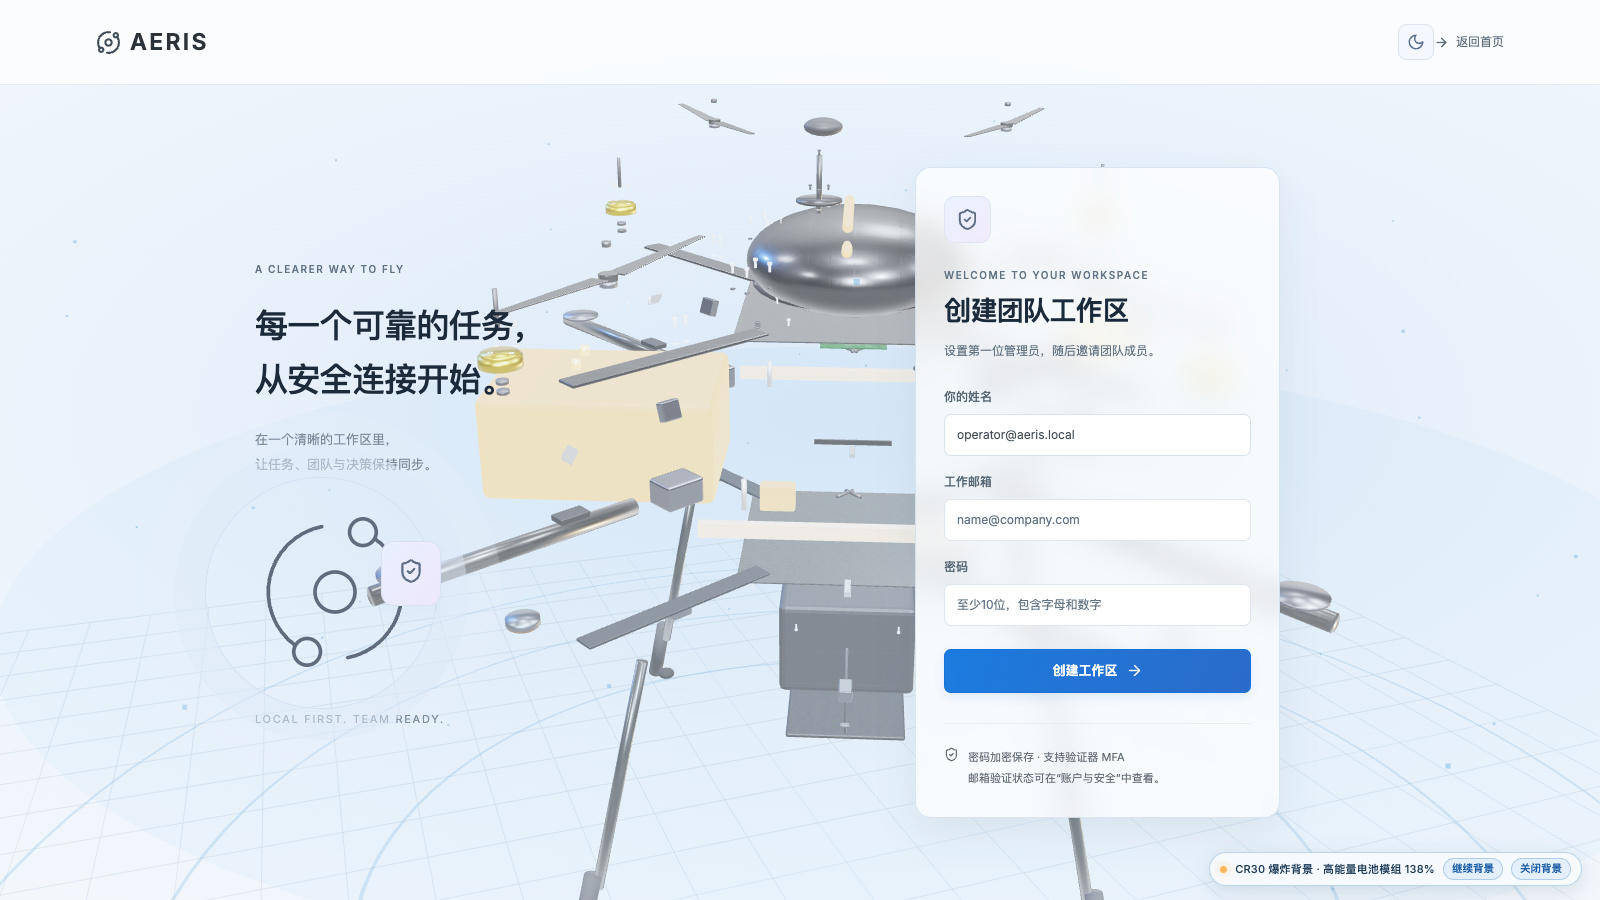 AERIS
返回首页
A CLEARER WAY TO FLY
每一个可靠的任务，
从安全连接开始。
在一个清晰的工作区里，
让任务、团队与决策保持同步。
LOCAL FIRST. TEAM READY.
WELCOME TO YOUR WORKSPACE
创建团队工作区
设置第一位管理员，随后邀请团队成员。
你的姓名
operator@aeris.local
工作邮箱
name@company.com
密码
至少10位，包含字母和数字
创建工作区
密码加密保存 · 支持验证器 MFA
邮箱验证状态可在“账户与安全”中查看。
CR30 爆炸背景 · 高能量电池模组 138% 继续背景 关闭背景